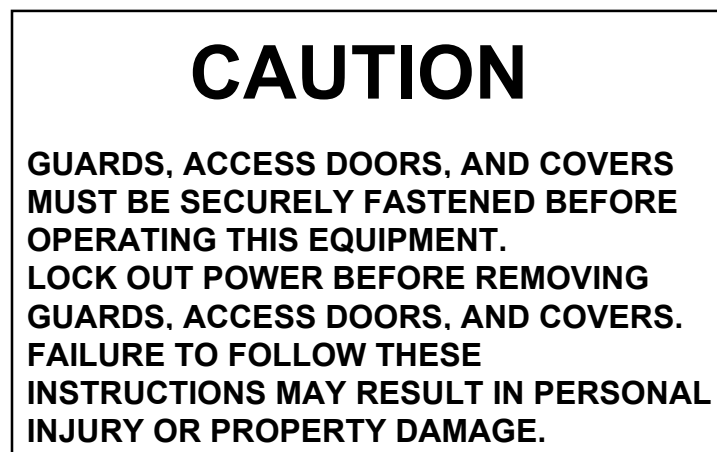 CAUTION
GUARDS, ACCESS DOORS, AND COVERS
MUST BE SECURELY FASTENED BEFORE
OPERATING THIS EQUIPMENT.
LOCK OUT POWER BEFORE REMOVING
GUARDS, ACCESS DOORS, AND COVERS.
FAILURE TO FOLLOW THESE
INSTRUCTIONS MAY RESULT IN PERSONAL
INJURY OR PROPERTY DAMAGE.